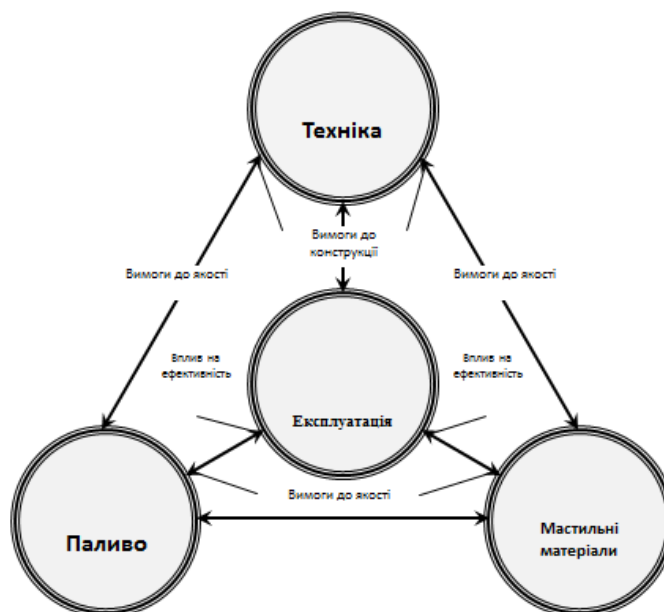 Техніка
Вимоги до
конструкції
Вимоги до якості
Вимоги до якості
Вплив на
ефективність
Вплив на
ефективність
Експлуатація
Вимоги до якості
Паливо
Мастильні
матеріали